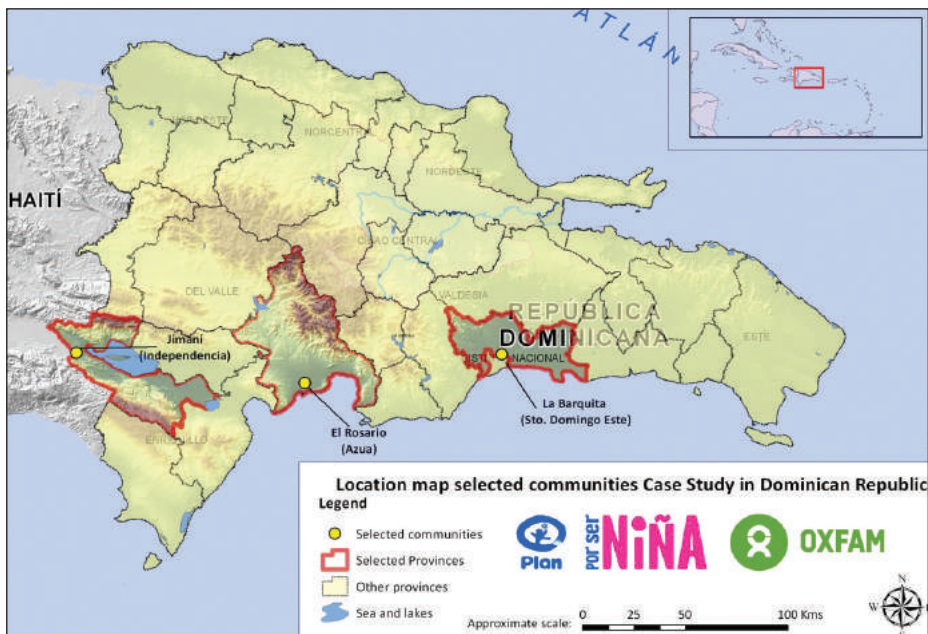 ATLÁN
HAITÍ
NORCENTRAL
NORDESTE
CIBAO CENTRAL
DEL VALLE
VALDESIA
REPÚBLICA
DOMINICANA
NACIONAL
ESTE
ENRIQUILLO
Jimaní
(Independencia)
El Rosario
(Azua)
La Barquita
(Sto. Domingo Este)
Location map selected communities Case Study in Dominican Republic
Legend
Selected communities
Selected Provinces
Other provinces
Sea and lakes
Plan
por ser
NiÑA
OXFAM
N
W
S
Approximate scale:
0 25 50 100 Kms